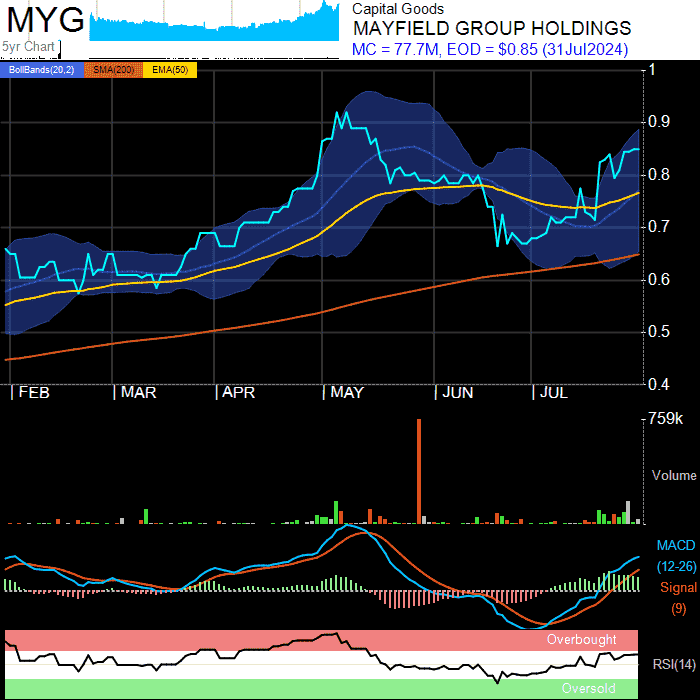 MYG
5yr Chart
Capital Goods
MAYFIELD GROUP HOLDINGS
MC = 77.7M, EOD = $0.85 (31Jul2024)
BollBands(20,2) SMA(200) EMA(50)
1
0.9
0.8
0.7
0.6
0.5
0.4
FEB MAR APR MAY JUN JUL
759k
Volume
MACD
(12-26)
Signal
(9)
Overbought
RSI(14)
Oversold